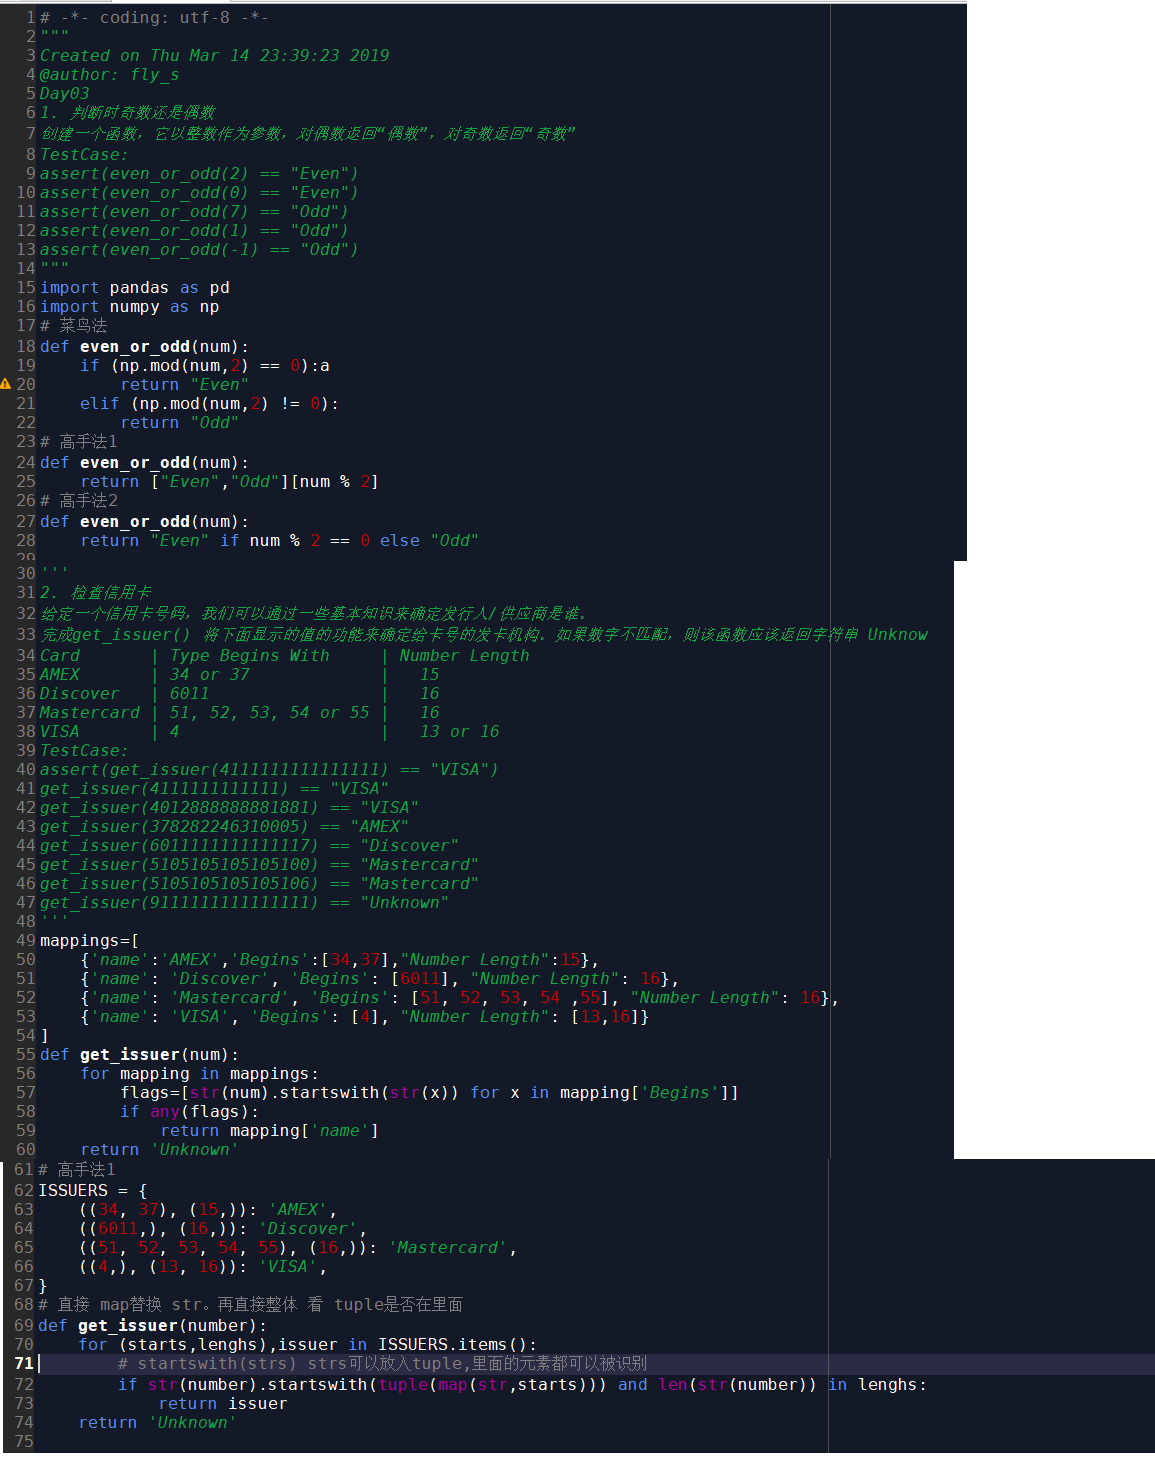 1 # -*- coding: utf-8 -*-
2 """
3 Created on Thu Mar 14 23:39:23 2019
4 @author: fly_s
5 Day03
6 1. 判断时奇数还是偶数
7 创建一个函数，它以整数作为参数，对偶数返回“偶数”，对奇数返回“奇数”
8 TestCase:
9 assert(even_or_odd(2) == "Even")
10 assert(even_or_odd(0) == "Even")
11 assert(even_or_odd(7) == "Odd")
12 assert(even_or_odd(1) == "Odd")
13 assert(even_or_odd(-1) == "Odd")
14 """
15 import pandas as pd
16 import numpy as np
17 # 菜鸟法
18 def even_or_odd(num):
19     if (np.mod(num,2) == 0):a
20         return "Even"
21     elif (np.mod(num,2) != 0):
22         return "Odd"
23 # 高手法1
24 def even_or_odd(num):
25     return ["Even","Odd"][num % 2]
26 # 高手法2
27 def even_or_odd(num):
28     return "Even" if num % 2 == 0 else "Odd"
29
30 '''
31 2. 检查信用卡
32 给定一个信用卡号码，我们可以通过一些基本知识来确定发行人/供应商是谁。
33 完成get_issuer() 将下面显示的值的功能来确定给卡号的发卡机构. 如果数字不匹配，则该函数应该返回字符串 Unknow
34 Card       | Type Begins With     | Number Length
35 AMEX       | 34 or 37             |   15
36 Discover   | 6011                 |   16
37 Mastercard | 51, 52, 53, 54 or 55 |   16
38 VISA       | 4                    |   13 or 16
39 TestCase:
40 assert(get_issuer(4111111111111111) == "VISA")
41 get_issuer(4111111111111) == "VISA"
42 get_issuer(4012888888881881) == "VISA"
43 get_issuer(378282246310005) == "AMEX"
44 get_issuer(6011111111111117) == "Discover"
45 get_issuer(5105105105105100) == "Mastercard"
46 get_issuer(5105105105105106) == "Mastercard"
47 get_issuer(9111111111111111) == "Unknown"
48 '''
49 mappings=[
50     {'name':'AMEX','Begins':[34,37],"Number Length":15},
51     {'name': 'Discover', 'Begins': [6011], "Number Length": 16},
52     {'name': 'Mastercard', 'Begins': [51, 52, 53, 54 ,55], "Number Length": 16},
53     {'name': 'VISA', 'Begins': [4], "Number Length": [13,16]}
54 ]
55 def get_issuer(num):
56     for mapping in mappings:
57         flags=[str(num).startswith(str(x)) for x in mapping['Begins']]
58         if any(flags):
59             return mapping['name']
60     return 'Unknown'
61 # 高手法1
62 ISSUERS = {
63     ((34, 37), (15,)): 'AMEX',
64     ((6011,), (16,)): 'Discover',
65     ((51, 52, 53, 54, 55), (16,)): 'Mastercard',
66     ((4,), (13, 16)): 'VISA',
67 }
68 # 直接 map替换 str。再直接整体 看 tuple是否在里面
69 def get_issuer(number):
70     for (starts,lenghs),issuer in ISSUERS.items():
71         # startswith(strs) strs可以放入tuple,里面的元素都可以被识别
72         if str(number).startswith(tuple(map(str,starts))) and len(str(number)) in lenghs:
73             return issuer
74     return 'Unknown'
75